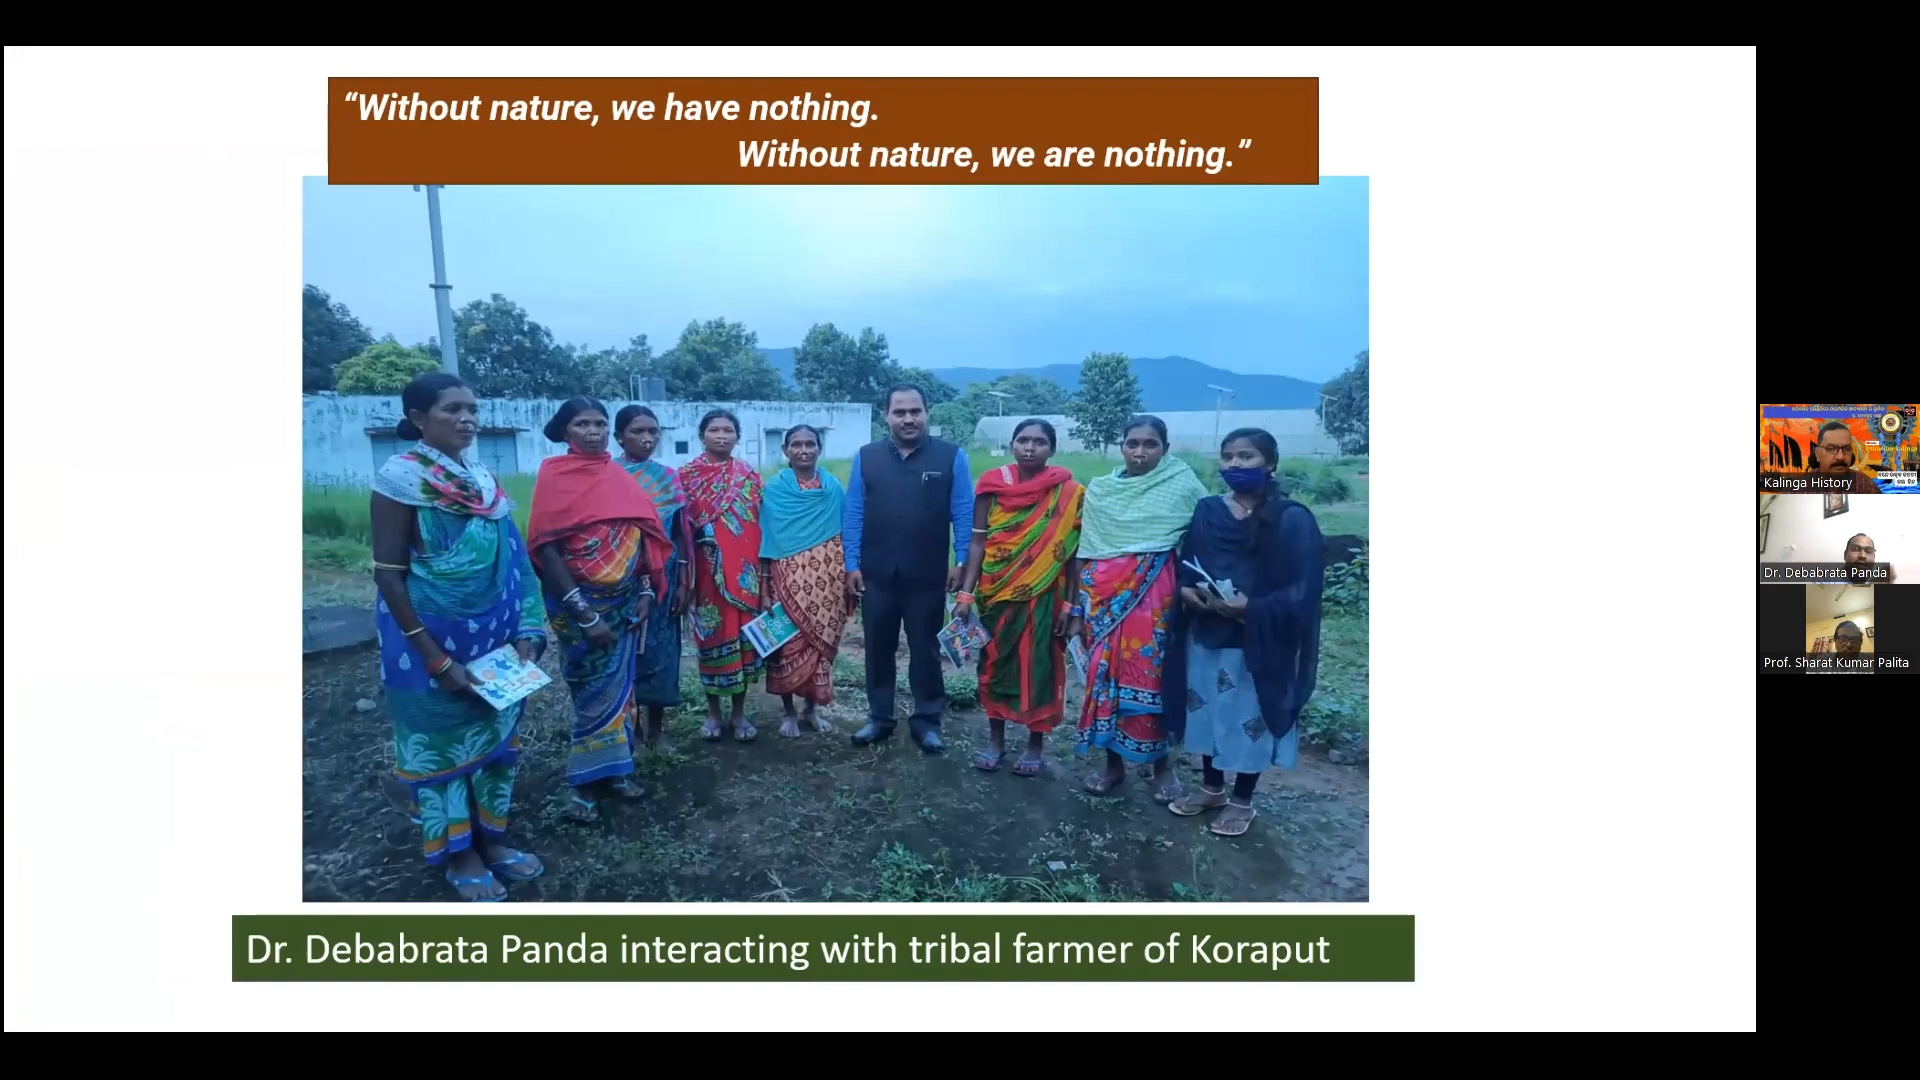 “Without nature, we have nothing.
Without nature, we are nothing.”
Dr. Debabrata Panda interacting with tribal farmer of Koraput
Kalinga History
Dr. Debabrata Panda
Prof. Sharat Kumar Palita